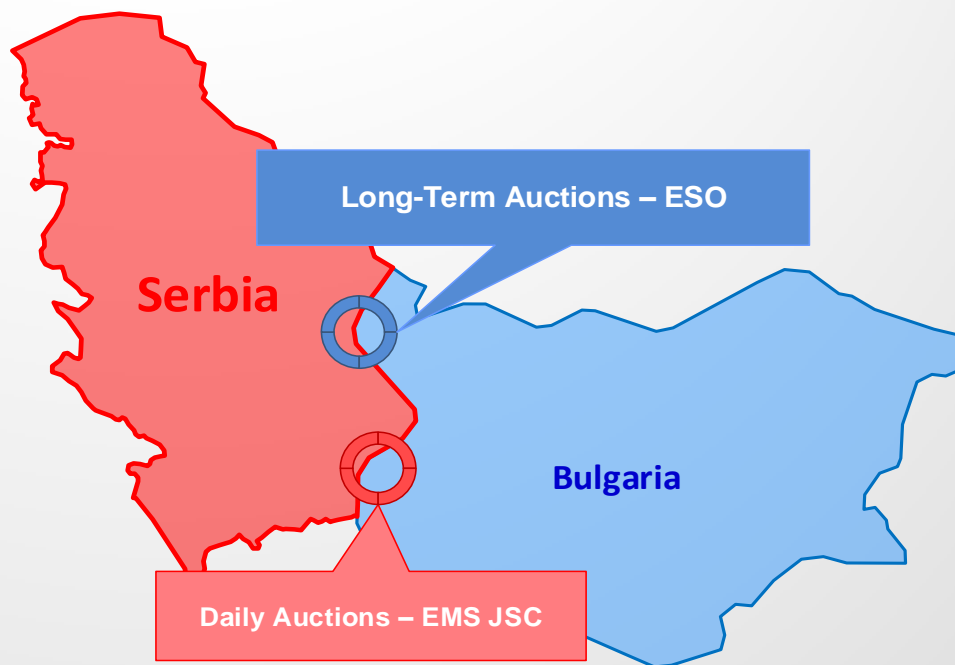 Long-Term Auctions – ESO
Serbia
Bulgaria
Daily Auctions – EMS JSC